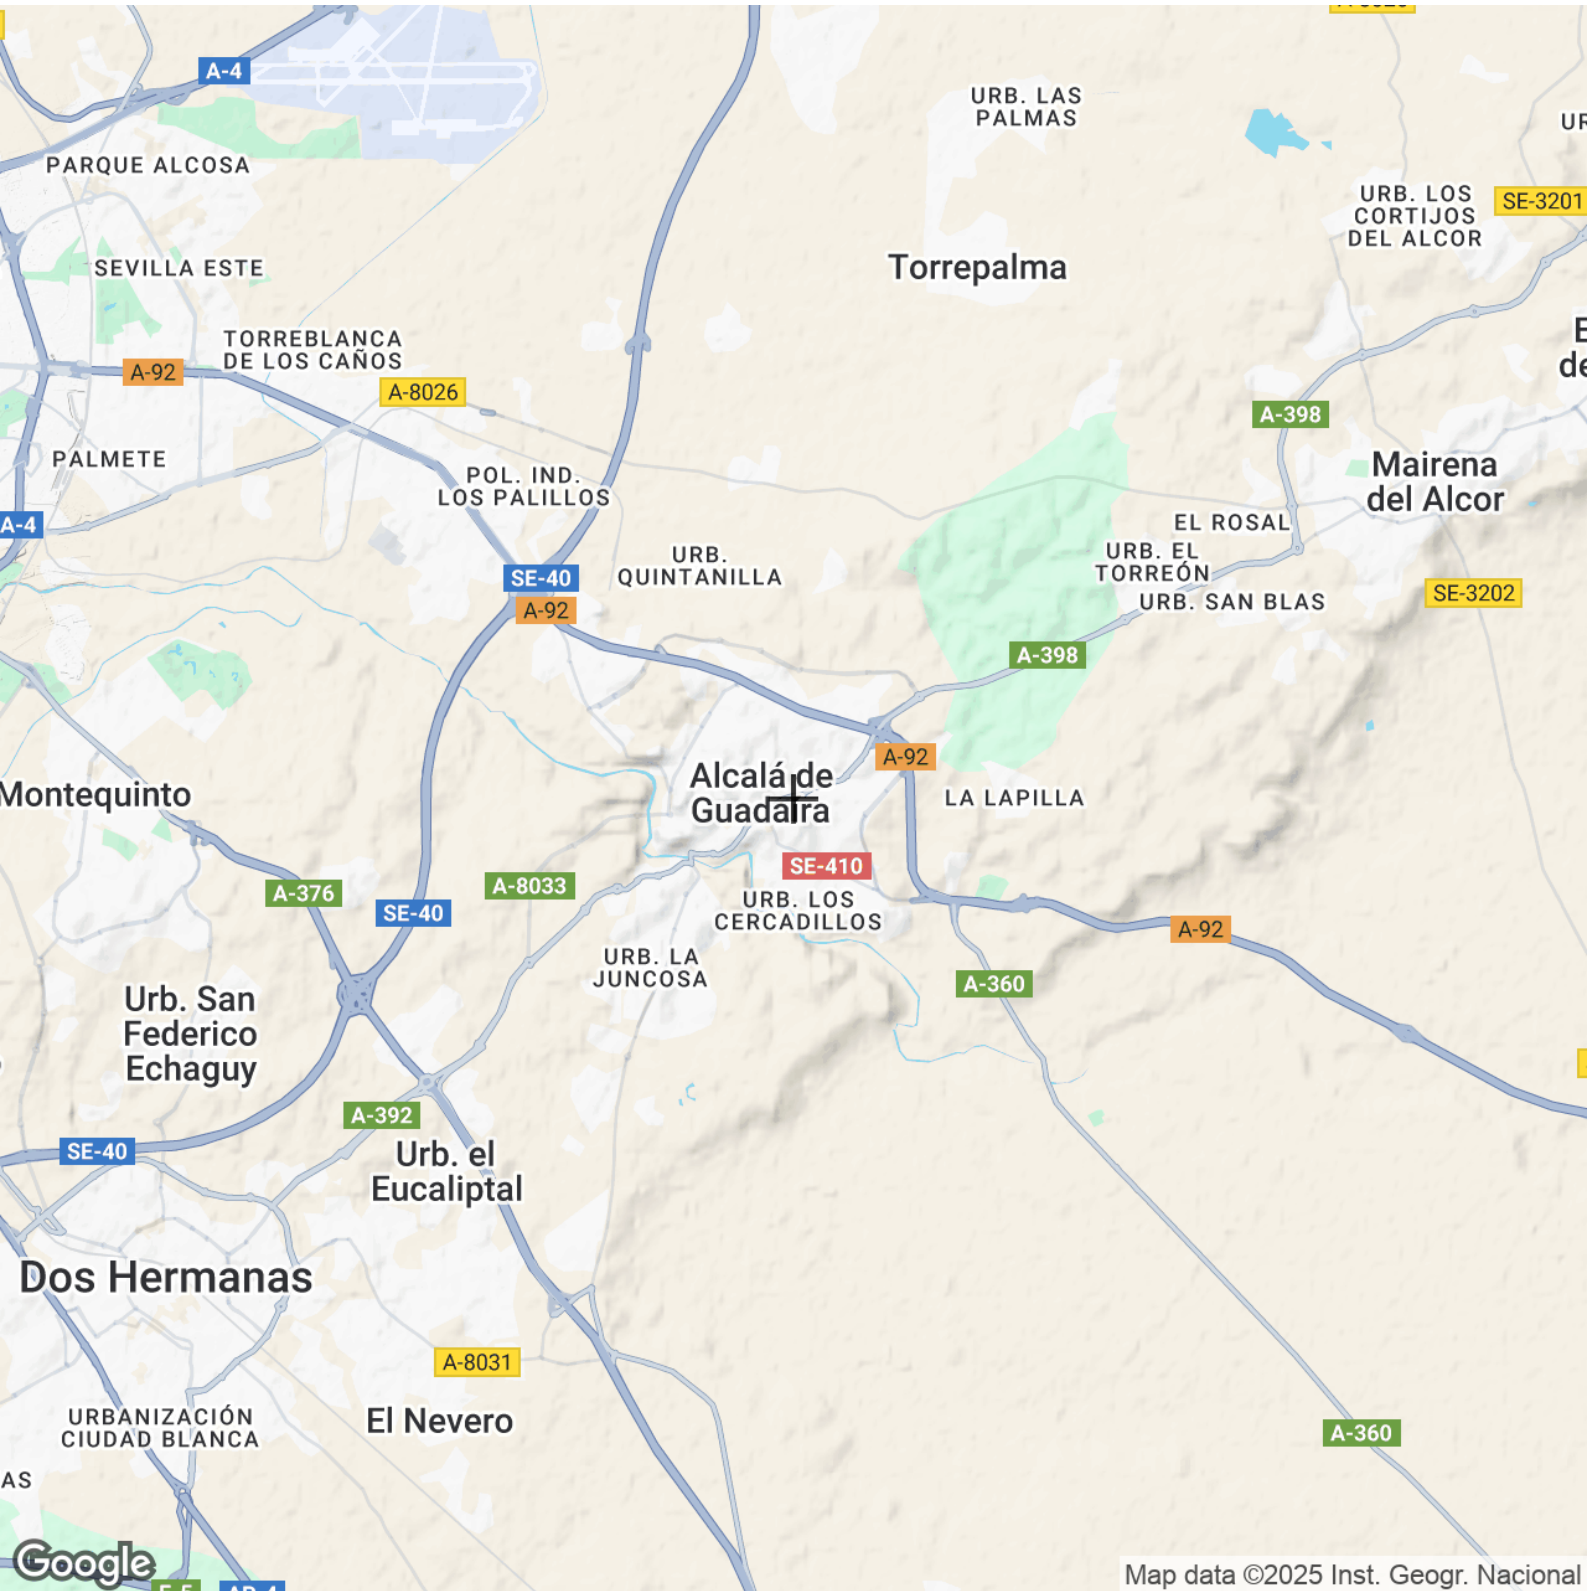 A-4
URB. LAS
PALMAS
PARQUE ALCOSA
URB. LOS
CORTIJOS
DEL ALCOR
SE-3201
SEVILLA ESTE
Torrepalma
TORREBLANCA
DE LOS CAÑOS
A-92
A-8026
A-398
PALMETE
POL. IND.
LOS PALILLOS
Mairena
del Alcor
A-4
EL ROSAL
URB.
QUINTANILLA
URB. EL
TORREÓN
SE-40
A-92
URB. SAN BLAS
SE-3202
A-398
A-92
Alcalá de
Guadaíra
Montequinto
LA LAPILLA
SE-410
A-376
A-8033
SE-40
URB. LOS
CERCADILLOS
A-92
URB. LA
JUNCOSA
A-360
Urb. San
Federico
Echaguy
A-392
SE-40
Urb. el
Eucaliptal
Dos Hermanas
A-8031
URBANIZACIÓN
CIUDAD BLANCA
El Nevero
A-360
AS
Google
Map data ©2025 Inst. Geogr. Nacional